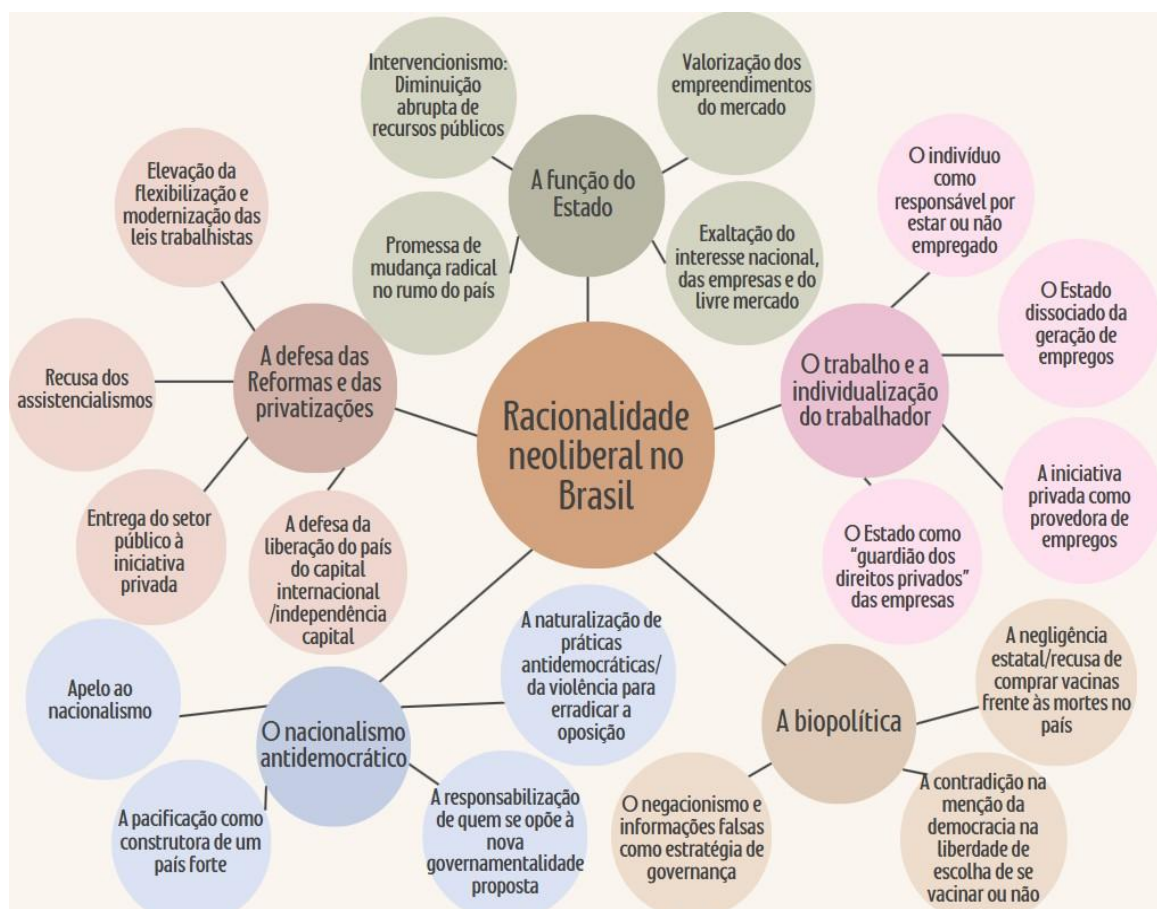 Intervencionismo:
Diminuição
abrupta de
recursos públicos
Valorização dos
empreendimentos
do mercado
A função do
Estado
Promessa de
mudança radical
no rumo do país
Exaltação do
interesse nacional,
das empresas e do
livre mercado
Elevação da
flexibilização e
modernização das
leis trabalhistas
Recusa dos
assistencialismos
A defesa das
Reformas e das
privatizações
Entrega do setor
público à
iniciativa
privada
A defesa da
liberação do país
do capital
internacional
/independência
capital
Racionalidade
neoliberal no
Brasil
O indivíduo
como
responsável por
estar ou não
empregado
O Estado
dissociado da
geração de
empregos
O trabalho e a
individualização
do trabalhador
A iniciativa
privada como
provedora de
empregos
O Estado como
“guardião dos
direitos privados”
das empresas
Apelo ao
nacionalismo
A naturalização de
práticas
antidemocráticas/
da violência para
erradicar a
oposição
O nacionalismo
antidemocrático
A pacificação como
construtora de um
país forte
A responsabilização
de quem se opõe à
nova
governamentalidade
proposta
A biopolítica
A negligência
estatal/recusa de
comprar vacinas
frente às mortes no
país
O negacionismo e
informações falsas
como estratégia de
governança
A contradição na
menção da
democracia na
liberdade de
escolha de se
vacinar ou não